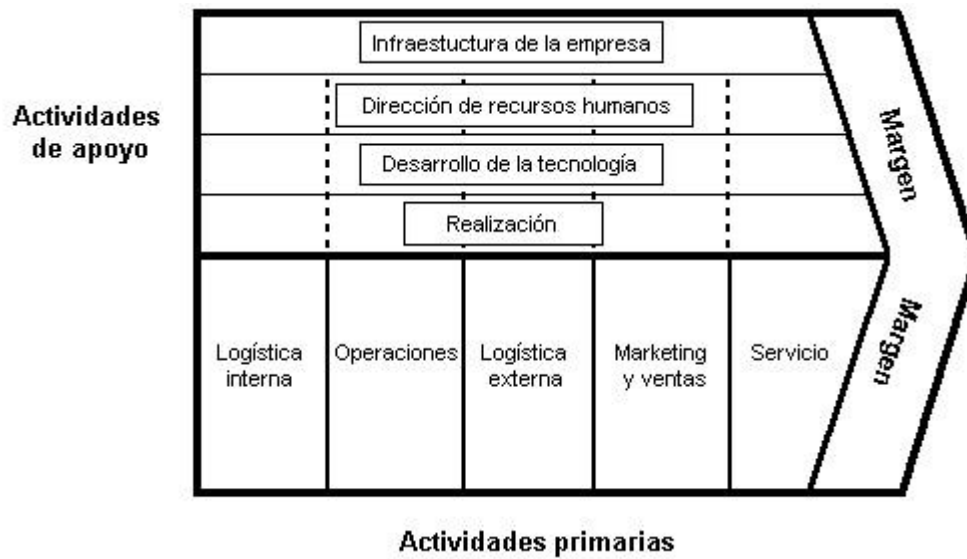 Infraestuctura de la empresa
Dirección de recursos humanos
Actividades
de apoyo
Desarrollo de la tecnología
Realización
Margen
Margen
Logística
interna
Operaciones
Logística
externa
Marketing
y ventas
Servicio
Actividades primarias